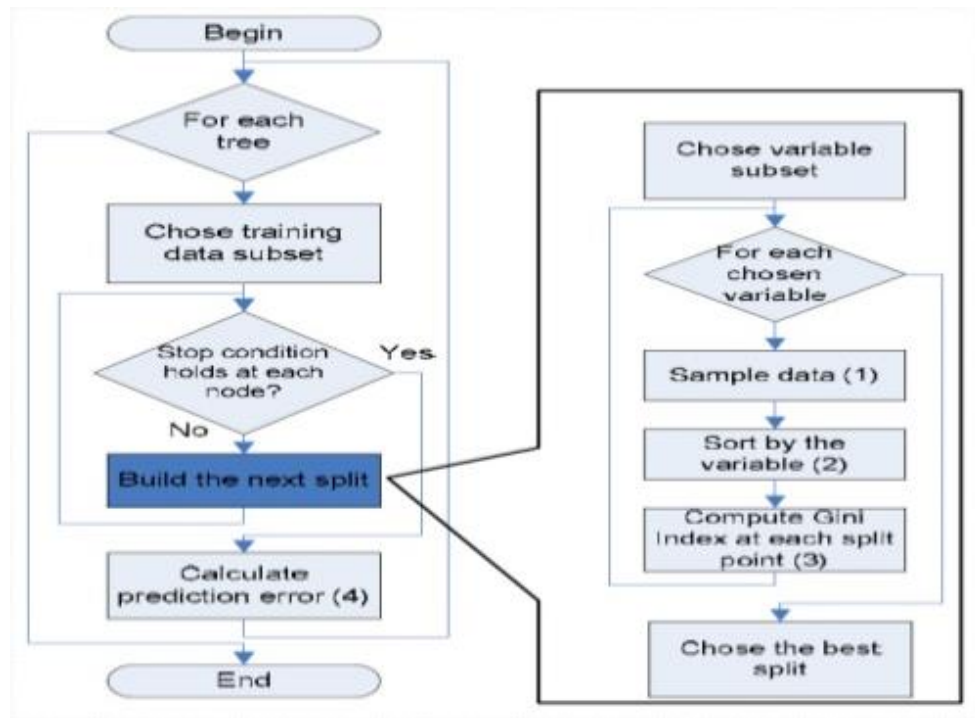 Begin
For each
tree
Chose training
data subset
Stop condition
holds at each
node?
Yes
No
Build the next split
Calculate
prediction error (4)
End
Chose variable
subset
For each
chosen
variable
Sample data (1)
Sort by the
variable (2)
Compute Gini
Index at each split
point (3)
Chose the best
split